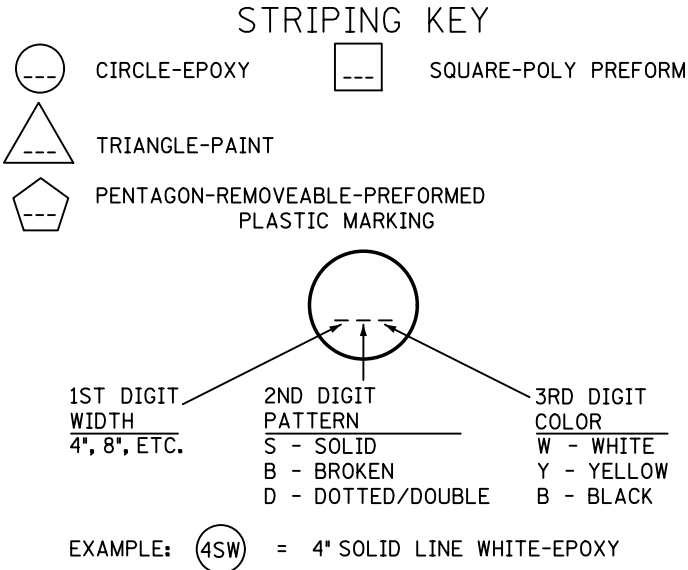 STRIPING KEY
--- CIRCLE-EPOXY --- SQUARE-POLY PREFORM
--- TRIANGLE-PAINT
--- PENTAGON-REMOVEABLE-PREFORMED
PLASTIC MARKING
_ _ _
1ST DIGIT 2ND DIGIT 3RD DIGIT
WIDTH PATTERN COLOR
4", 8", ETC. S - SOLID W - WHITE
B - BROKEN Y - YELLOW
D - DOTTED/DOUBLE B - BLACK
EXAMPLE: 4SW = 4" SOLID LINE WHITE-EPOXY